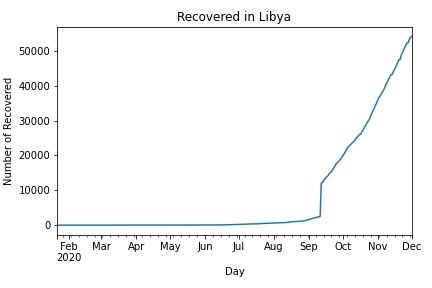 Recovered in Libya
Number of Recovered
50000
40000
30000
20000
10000
0
Feb Mar Apr May Jun Jul Aug Sep Oct Nov Dec
2020
Day